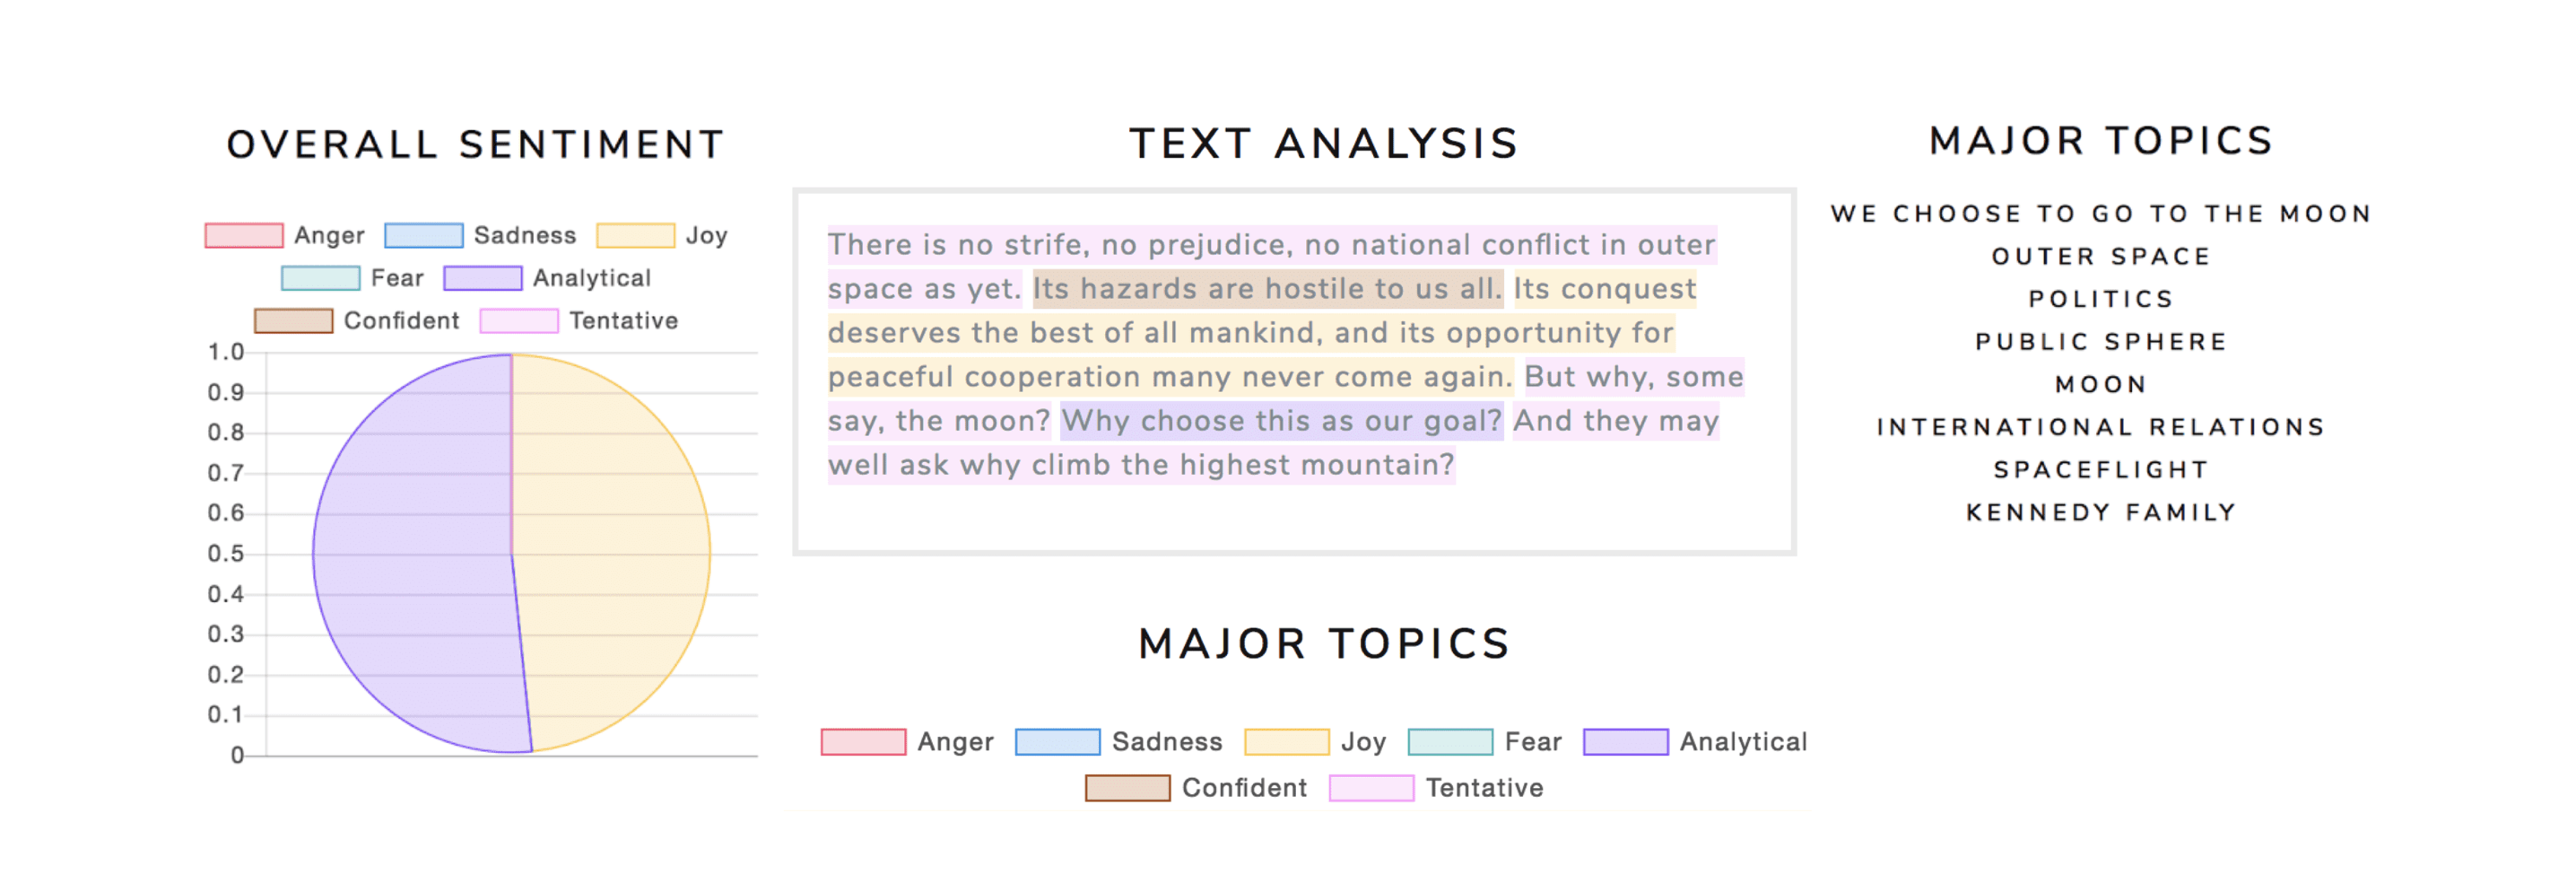 OVERALL SENTIMENT
Anger Sadness Joy
Fear Analytical
Confident Tentative
1.0
0.9
0.8
0.7
0.6
0.5
0.4
0.3
0.2
0.1
0
TEXT ANALYSIS
There is no strife, no prejudice, no national conflict in outer
space as yet. Its hazards are hostile to us all. Its conquest
deserves the best of all mankind, and its opportunity for
peaceful cooperation many never come again. But why, some
say, the moon? Why choose this as our goal? And they may
well ask why climb the highest mountain?
MAJOR TOPICS
Anger Sadness Joy Fear Analytical
Confident Tentative
MAJOR TOPICS
WE CHOOSE TO GO TO THE MOON
OUTER SPACE
POLITICS
PUBLIC SPHERE
MOON
INTERNATIONAL RELATIONS
SPACEFLIGHT
KENNEDY FAMILY